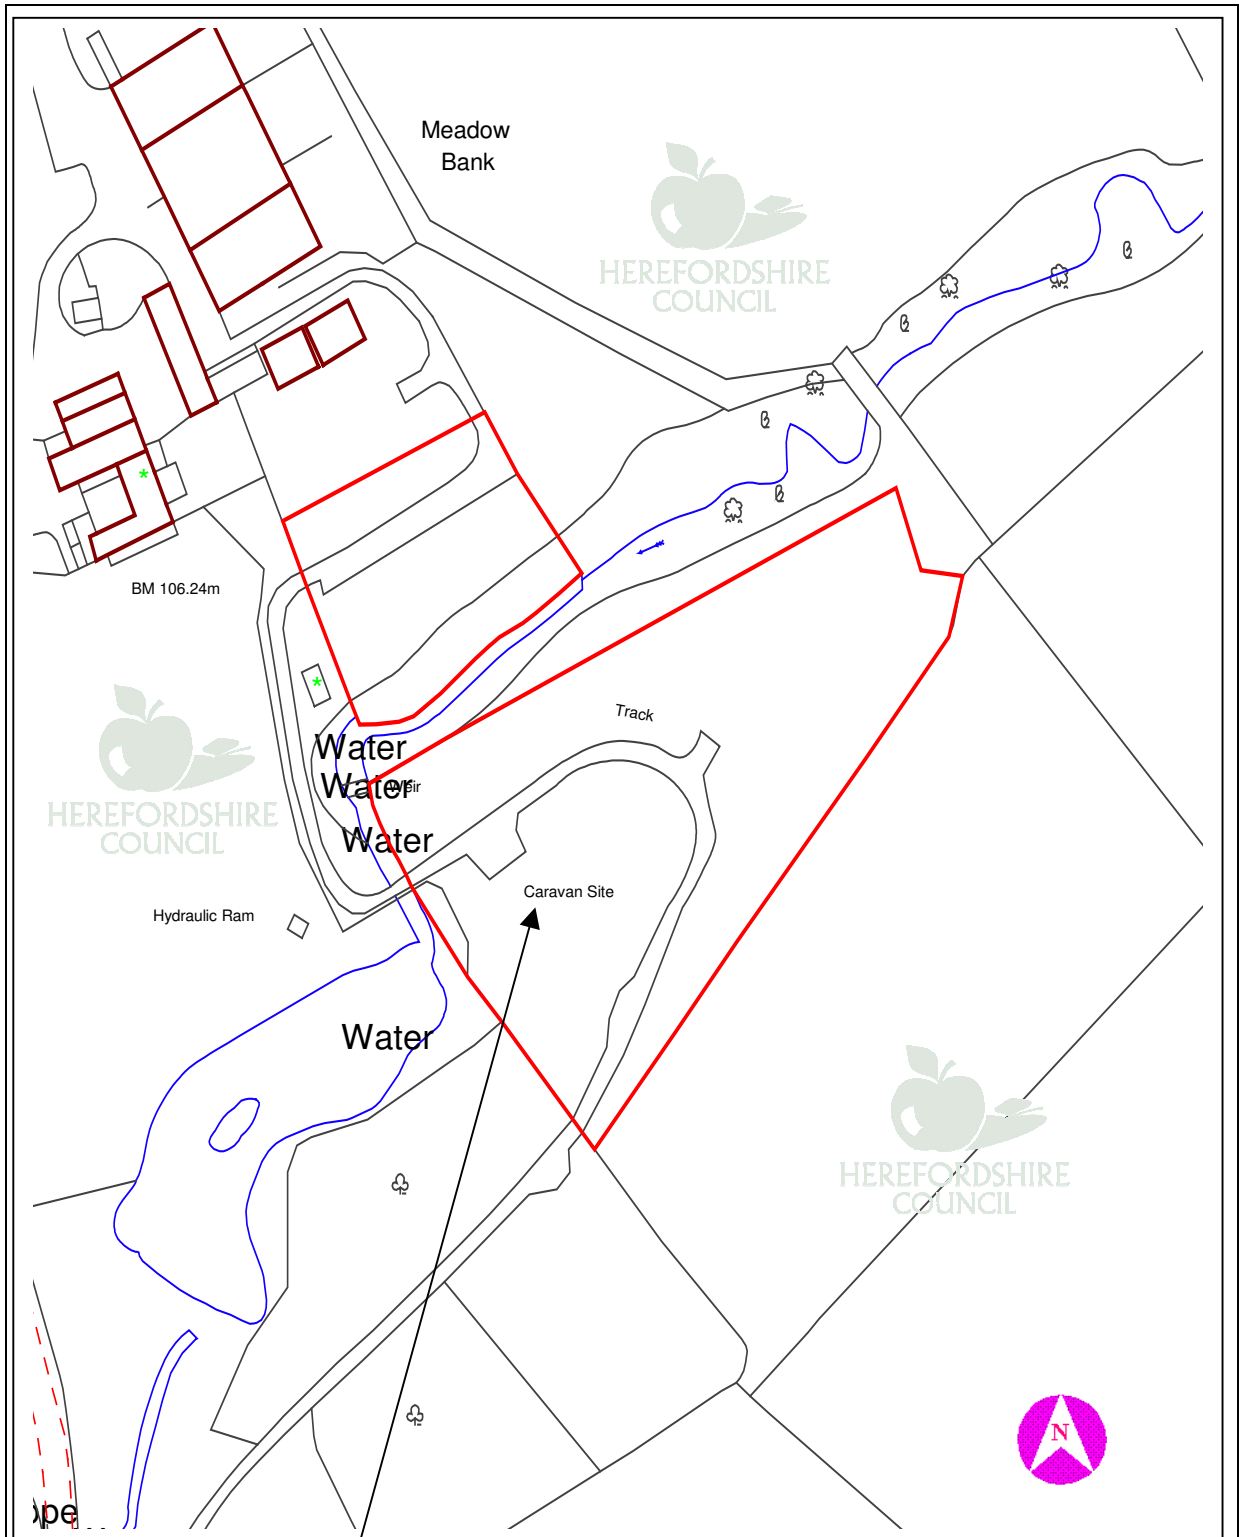 Meadow
Bank
HEREFORDSHIRE
COUNCIL
BM 106.24m
Track
Water
Water
Weir
Water
HEREFORDSHIRE
COUNCIL
Caravan Site
Hydraulic Ram
Water
HEREFORDSHIRE
COUNCIL
N